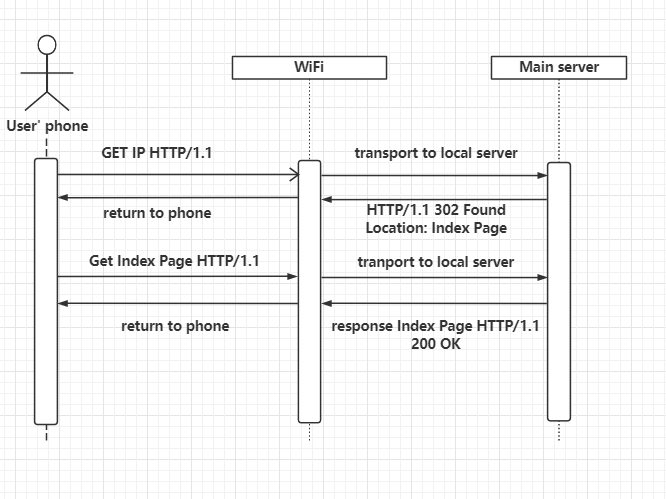 WiFi
Main server
User' phone
GET IP HTTP/1.1
transport to local server
return to phone
HTTP/1.1 302 Found
Location: Index Page
Get Index Page HTTP/1.1
tranport to local server
return to phone
response Index Page HTTP/1.1
200 OK